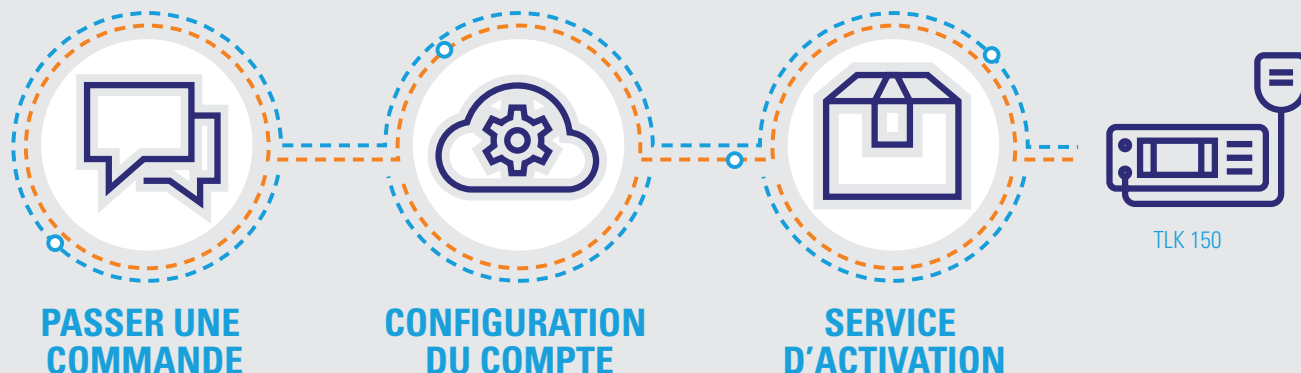 TLK 150
PASSER UNE
COMMANDE
CONFIGURATION
DU COMPTE
SERVICE
D'ACTIVATION